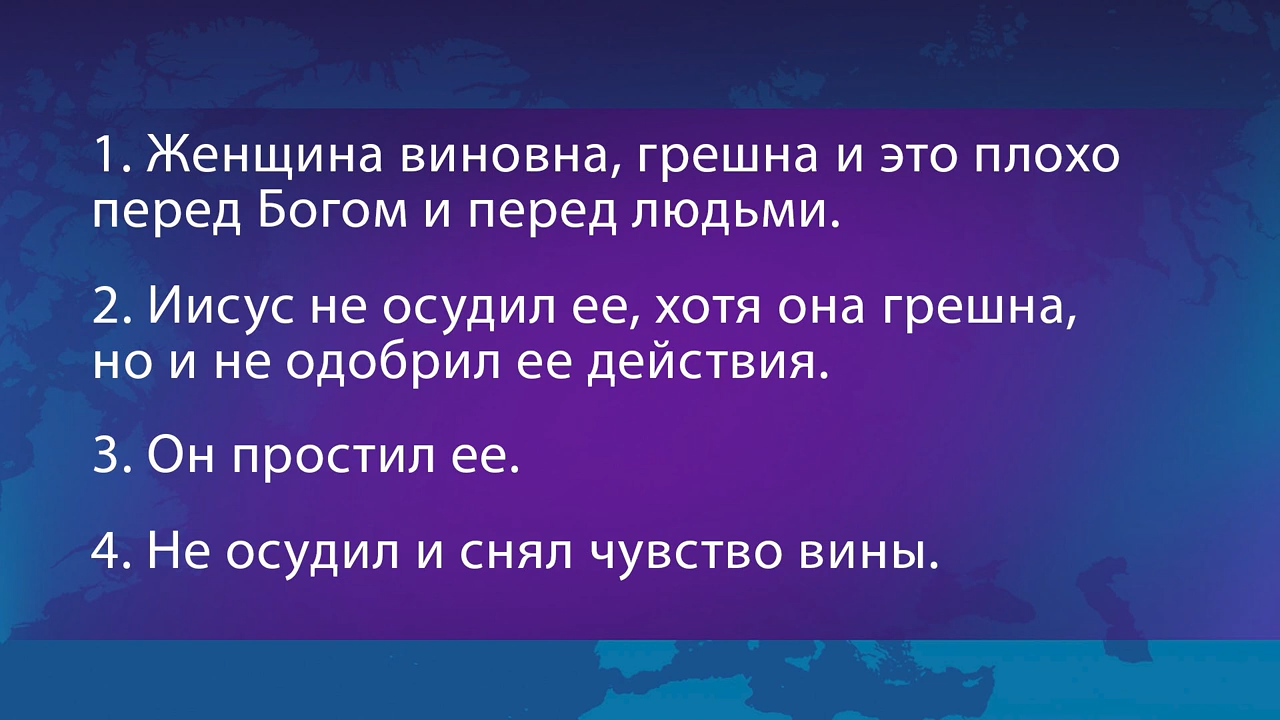 1. Женщина виновна, грешна и это плохо
перед Богом и перед людьми.
2. Иисус не осудил ее, хотя она грешна,
но и не одобрил ее действия.
3. Он простил ее.
4. Не осудил и снял чувство вины.